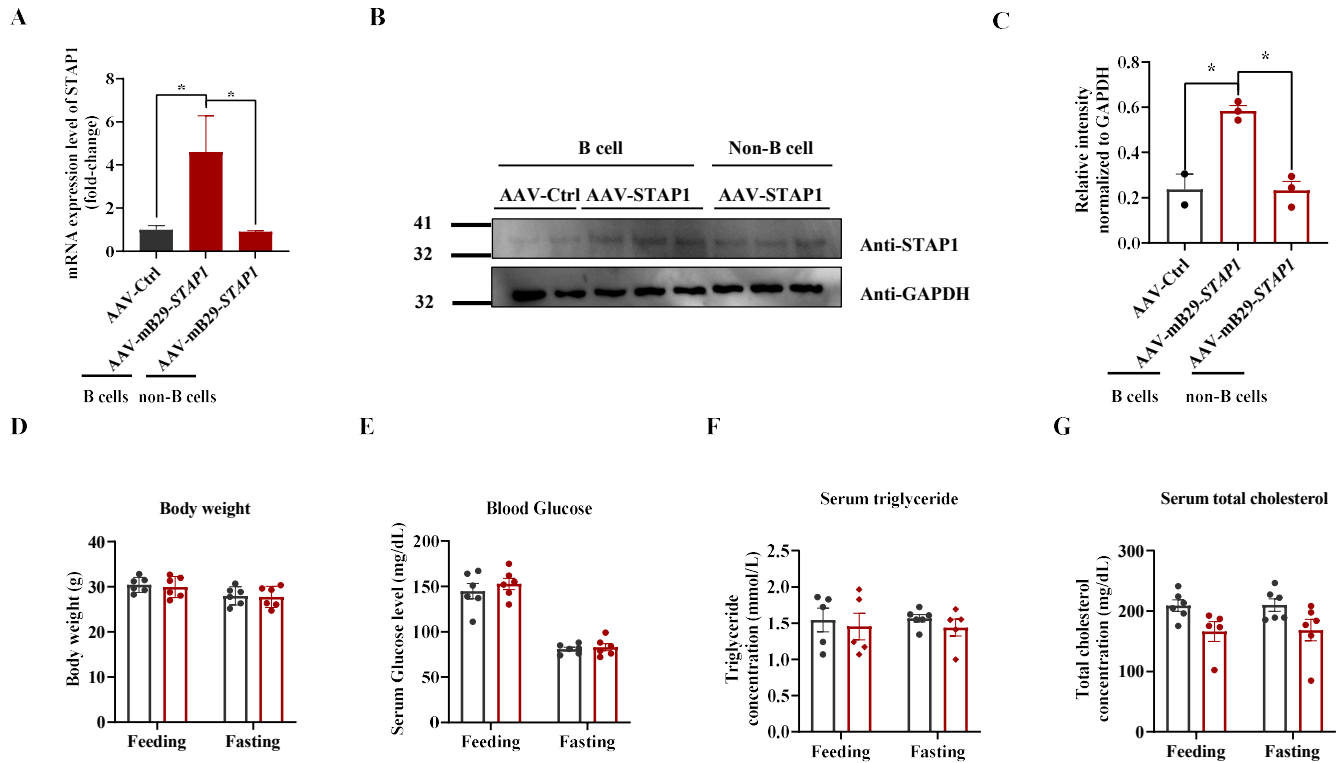 A
mRNA expression level of STAP1
(fold-change)
8
6
4
2
0
*
*
AAV-Ctrl
AAV-mB29-STAP1
AAV-mB29-STAP1
B cells
non-B cells
B
B cell
Non-B cell
AAV-Ctrl
AAV-STAP1
AAV-STAP1
41
32
Anti-STAP1
32
Anti-GAPDH
C
Relative intensity
normalized to GAPDH
0.8
0.6
0.4
0.2
0.0
*
*
AAV-Ctrl
AAV-mB29-STAP1
AAV-mB29-STAP1
B cells
non-B cells
D
Body weight
Body weight (g)
40
30
20
10
0
Feeding
Fasting
E
Blood Glucose
Serum Glucose level (mg/dL)
200
150
100
50
0
Feeding
Fasting
F
Serum triglyceride
Triglyceride
concentration (mmol/L)
2.5
2.0
1.5
1.0
0.5
0.0
Feeding
Fasting
G
Serum total cholesterol
Total cholesterol
concentration (mg/dL)
300
200
100
0
Feeding
Fasting